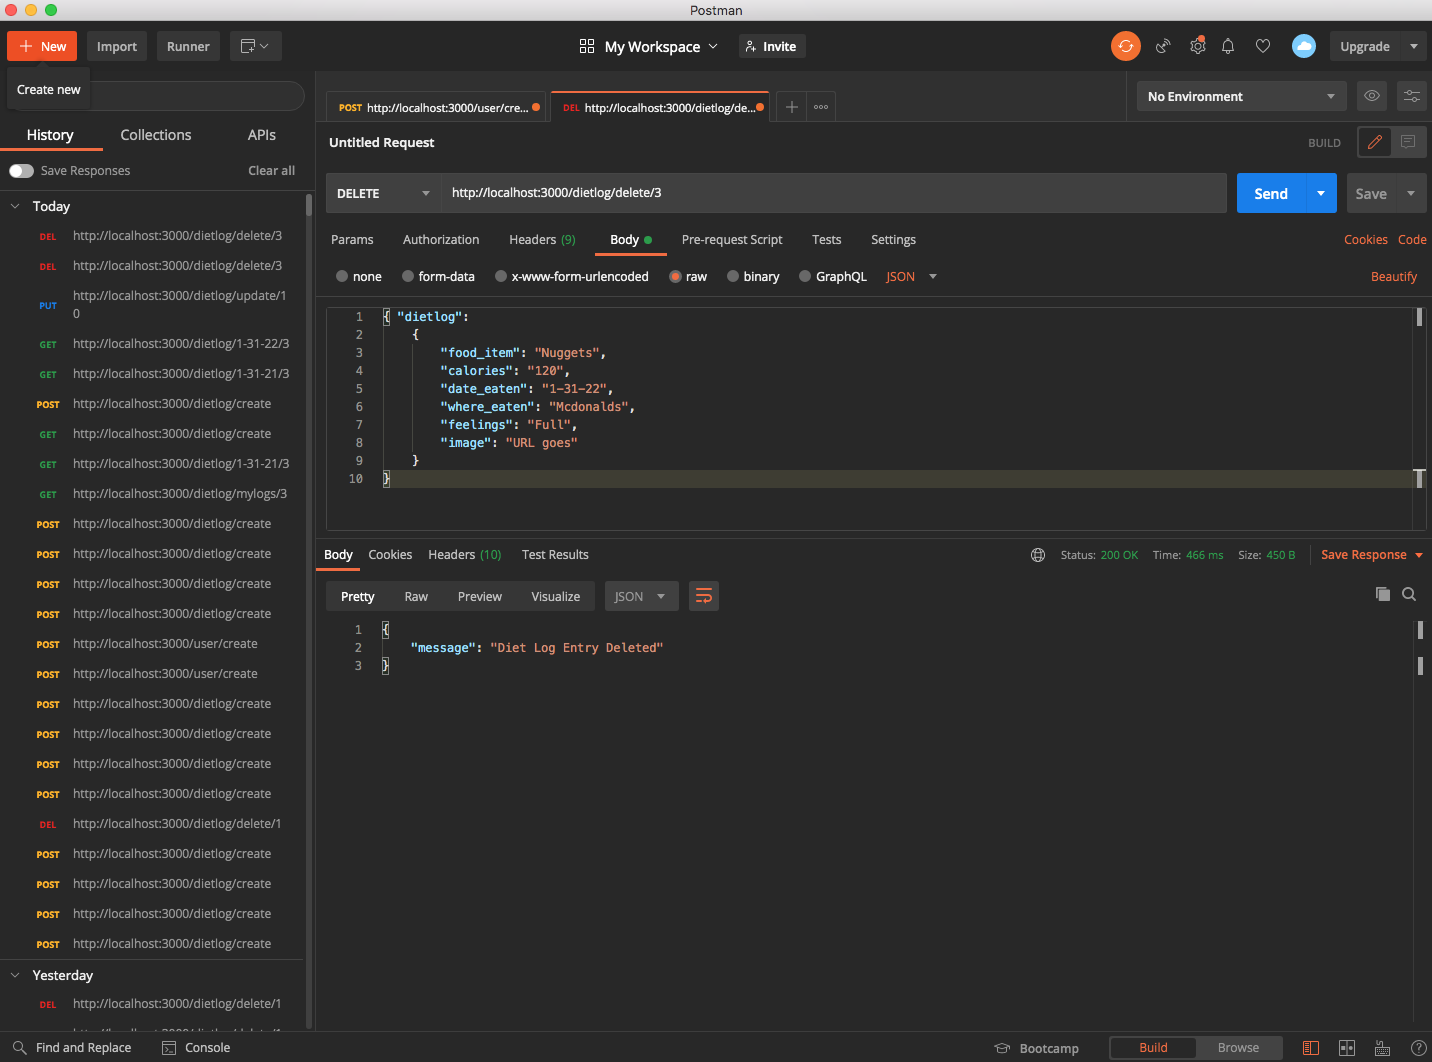 Postman
New
Import
Runner
My Workspace
Invite
Upgrade
Create new
History
Collections
APIs
Save Responses
Clear all
Today
DEL http://localhost:3000/dietlog/delete/3
DEL http://localhost:3000/dietlog/delete/3
PUT http://localhost:3000/dietlog/update/1
0
GET http://localhost:3000/dietlog/1-31-22/3
GET http://localhost:3000/dietlog/1-31-21/3
POST http://localhost:3000/dietlog/create
GET http://localhost:3000/dietlog/create
GET http://localhost:3000/dietlog/1-31-21/3
GET http://localhost:3000/dietlog/mylogs/3
POST http://localhost:3000/dietlog/create
POST http://localhost:3000/dietlog/create
POST http://localhost:3000/dietlog/create
POST http://localhost:3000/dietlog/create
POST http://localhost:3000/user/create
POST http://localhost:3000/user/create
POST http://localhost:3000/dietlog/create
POST http://localhost:3000/dietlog/create
POST http://localhost:3000/dietlog/create
POST http://localhost:3000/dietlog/create
DEL http://localhost:3000/dietlog/delete/1
POST http://localhost:3000/dietlog/create
POST http://localhost:3000/dietlog/create
POST http://localhost:3000/dietlog/create
POST http://localhost:3000/dietlog/create
Yesterday
DEL http://localhost:3000/dietlog/delete/1
POST http://localhost:3000/user/cre...
DEL http://localhost:3000/dietlog/de...
No Environment
Untitled Request
BUILD
DELETE
http://localhost:3000/dietlog/delete/3
Send
Save
Params
Authorization
Headers (9)
Body
Pre-request Script
Tests
Settings
Cookies
Code
none
form-data
x-www-form-urlencoded
raw
binary
GraphQL
JSON
Beautify
1 { "dietlog":
2 {
3 "food_item": "Nuggets",
4 "calories": "120",
5 "date_eaten": "1-31-22",
6 "where_eaten": "Mcdonalds",
7 "feelings": "Full",
8 "image": "URL goes"
9 }
10 }
Body
Cookies
Headers (10)
Test Results
Status: 200 OK
Time: 466 ms
Size: 450 B
Save Response
Pretty
Raw
Preview
Visualize
JSON
1 {
2 "message": "Diet Log Entry Deleted"
3 }
Find and Replace
Console
Bootcamp
Build
Browse